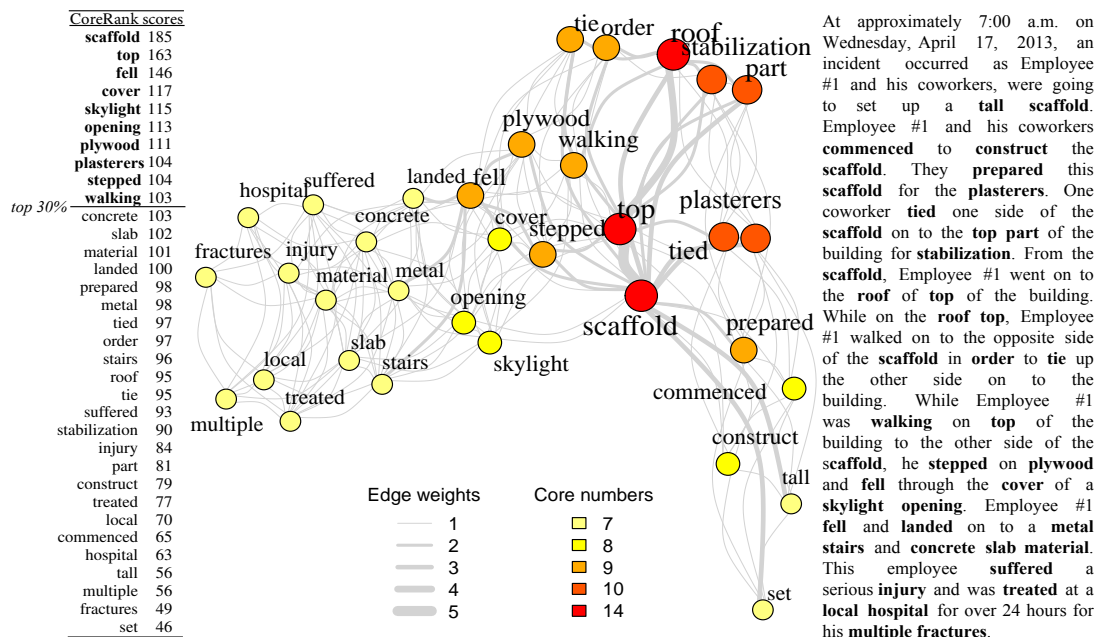 CoreRank scores
scaffold 185
top 163
fell 146
cover 117
skylight 115
opening 113
plywood 111
plasterers 104
stepped 104
walking 103
top 30%
concrete 103
slab 102
material 101
landed 100
prepared 98
metal 98
tied 97
order 97
stairs 96
roof 95
tie 95
suffered 93
stabilization 90
injury 84
part 81
construct 79
treated 77
local 70
commenced 65
hospital 63
tall 56
multiple 56
fractures 49
set 46
tie
order
roof
stabilization
part
plywood
walking
hospital
suffered
landed
fell
concrete
cover
stepped
top
plasterers
tied
fractures
injury
material
metal
opening
scaffold
skylight
prepared
slab
local
stairs
treated
multiple
commenced
construct
tall
set
Edge weights
1
2
3
4
5
Core numbers
7
8
9
10
14
At approximately 7:00 a.m. on
Wednesday, April 17, 2013, an
incident occurred as Employee
#1 and his coworkers, were going
to set up a tall scaffold.
Employee #1 and his coworkers
commenced to construct the
scaffold. They prepared this
scaffold for the plasterers. One
coworker tied one side of the
scaffold on to the top part of the
building for stabilization. From the
scaffold, Employee #1 went on to
the roof of top of the building.
While on the roof top, Employee
#1 walked on to the opposite side
of the scaffold in order to tie up
the other side on to the
building. While Employee #1
was walking on top of the
building to the other side of the
scaffold, he stepped on plywood
and fell through the cover of a
skylight opening. Employee #1
fell and landed on to a metal
stairs and concrete slab material.
This employee suffered a
serious injury and was treated at a
local hospital for over 24 hours for
his multiple fractures.